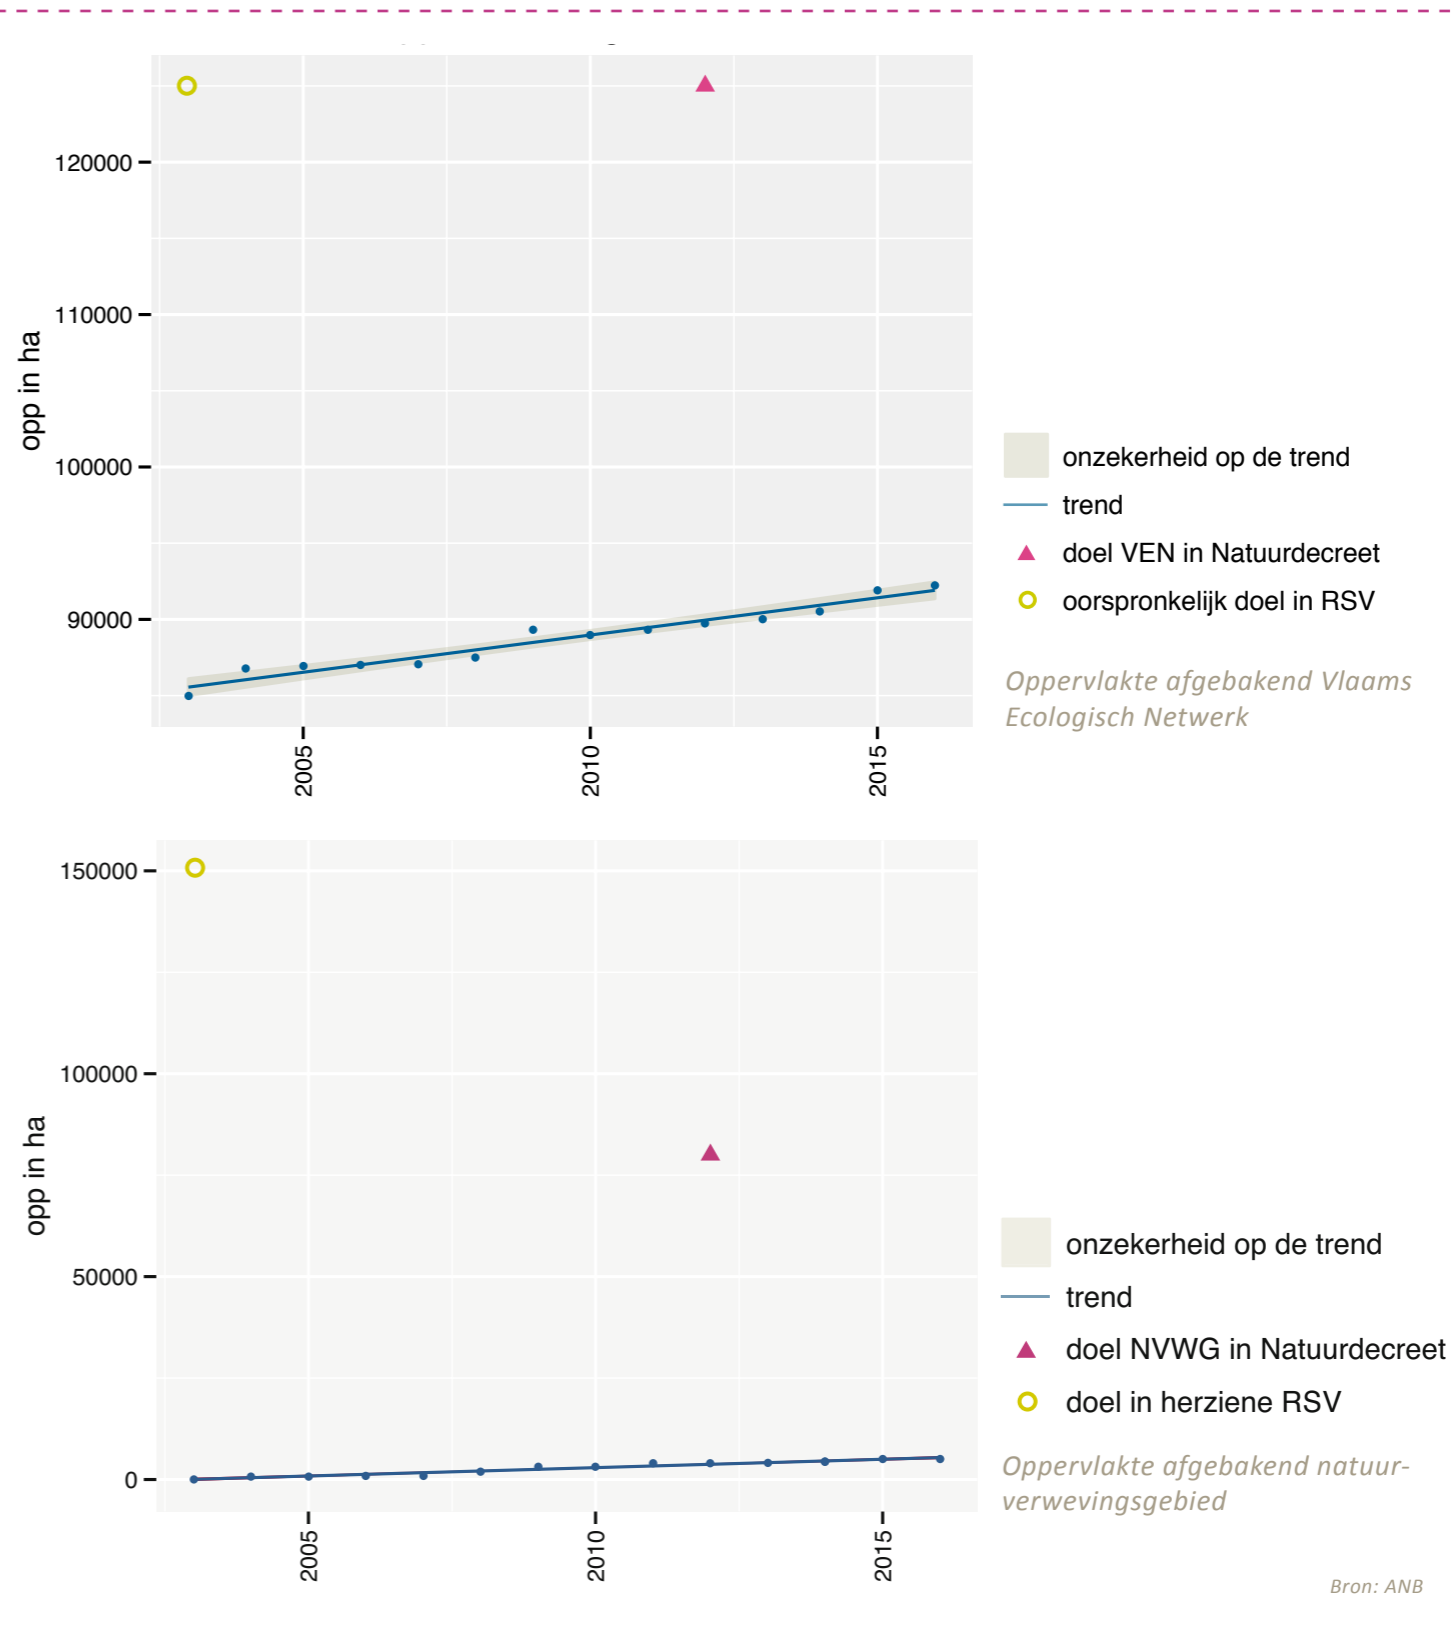 120000
110000
100000
90000
opp in ha
2005
2010
2015
onzekerheid op de trend
trend
doel VEN in Natuurdecreet
oorspronkelijk doel in RSV
Oppervlakte afgebakend Vlaams
Ecologisch Netwerk
150000
100000
50000
0
opp in ha
2005
2010
2015
onzekerheid op de trend
trend
doel NVWG in Natuurdecreet
doel in herziene RSV
Oppervlakte afgebakend natuur-
verwevingsgebied
Bron: ANB